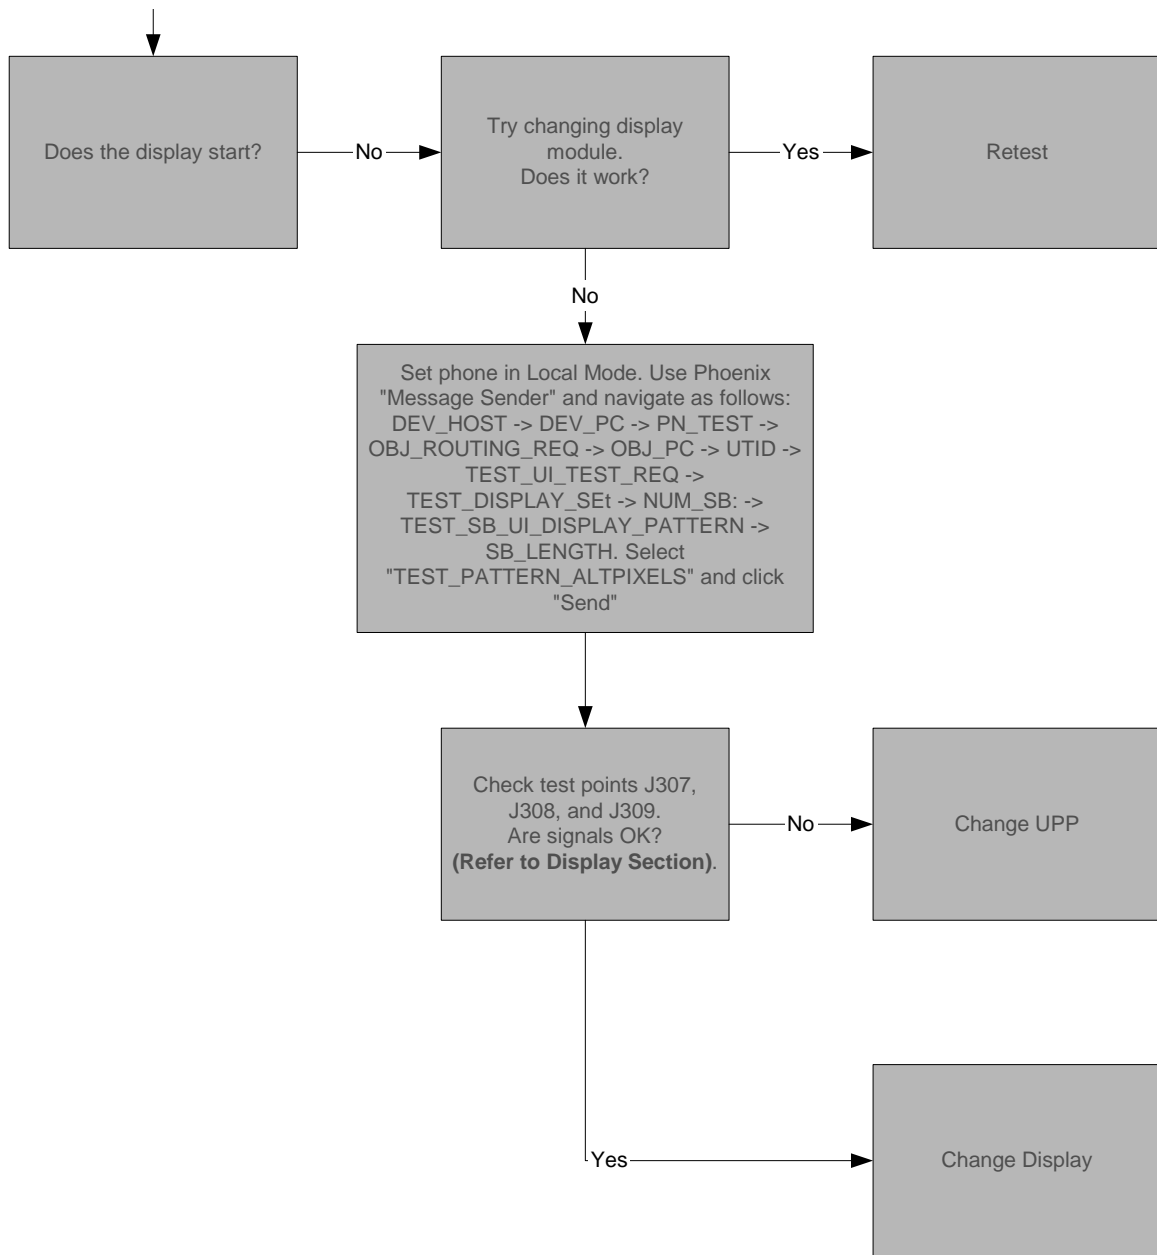 Does the display start?
No
Try changing display
module.
Does it work?
Yes
Retest
No
Set phone in Local Mode. Use Phoenix
"Message Sender" and navigate as follows:
DEV_HOST -> DEV_PC -> PN_TEST ->
OBJ_ROUTING_REQ -> OBJ_PC -> UTID ->
TEST_UI_TEST_REQ ->
TEST_DISPLAY_SEt -> NUM_SB: ->
TEST_SB_UI_DISPLAY_PATTERN ->
SB_LENGTH. Select
"TEST_PATTERN_ALTPIXELS" and click
"Send"
Check test points J307,
J308, and J309.
Are signals OK?
(Refer to Display Section).
No
Change UPP
Yes
Change Display